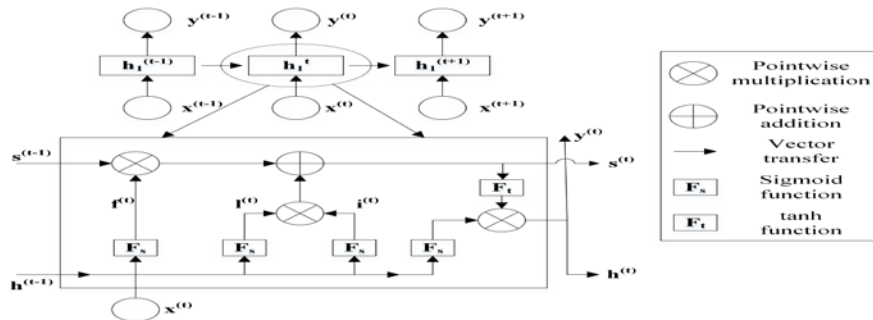 y(t-1) y(t) y(t+1)
h₁(t-1) h₁t h₁(t+1)
x(t-1) x(t) x(t+1)
y(t)
s(t-1) s(t)
Ft
f(t) l(t) i(t)
Fs Fs Fs Fs
h(t-1) h(t)
x(t)
Pointwise
multiplication
Pointwise
addition
Vector
transfer
Fs Sigmoid
function
Ft tanh
function